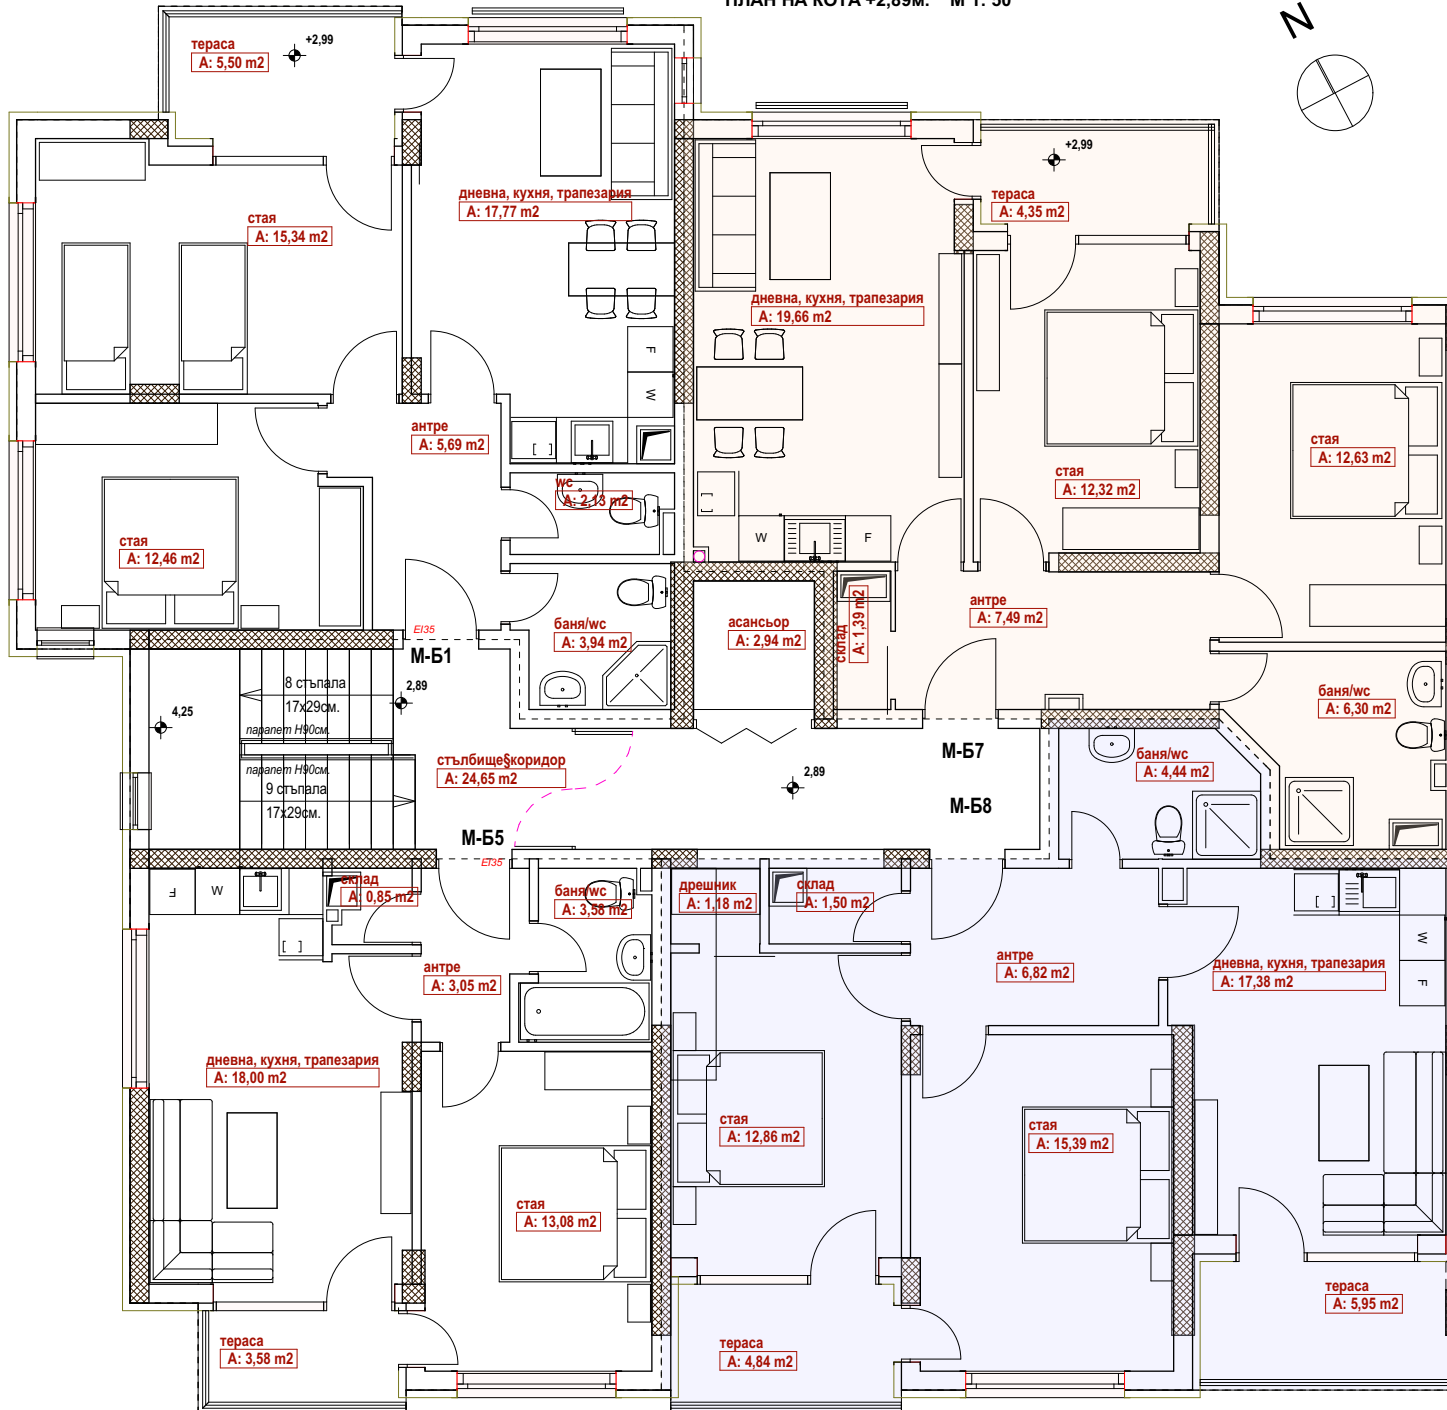 ПЛАН НА КОТА +2,89м.    М 1: 50
N
тераса
A: 5,50 m2
+2,99
дневна, кухня, трапезария
A: 17,77 m2
стая
A: 15,34 m2
+2,99
тераса
A: 4,35 m2
дневна, кухня, трапезария
A: 19,66 m2
F
W
[ ]
антре
A: 5,69 m2
стая
A: 12,63 m2
стая
A: 12,32 m2
wc
A: 2,13 m2
[ ]
W
F
стая
A: 12,46 m2
антре
A: 7,49 m2
склад
A: 1,39 m2
асансьор
A: 2,94 m2
баня/wc
A: 3,94 m2
EI35
М-Б1
8 стъпала
17x29см.
парапет H90см.
2,89
4,25
баня/wc
A: 6,30 m2
парапет H90см.
9 стъпала
17x29см.
стълбище§коридор
A: 24,65 m2
2,89
М-Б7
М-Б8
баня/wc
A: 4,44 m2
М-Б5
EI35
F
W
[ ]
склад
A: 0,85 m2
баня/wc
A: 3,58 m2
дрешник
A: 1,18 m2
склад
A: 1,50 m2
[ ]
W
F
антре
A: 3,05 m2
антре
A: 6,82 m2
дневна, кухня, трапезария
A: 17,38 m2
дневна, кухня, трапезария
A: 18,00 m2
стая
A: 12,86 m2
стая
A: 15,39 m2
стая
A: 13,08 m2
тераса
A: 5,95 m2
тераса
A: 3,58 m2
тераса
A: 4,84 m2